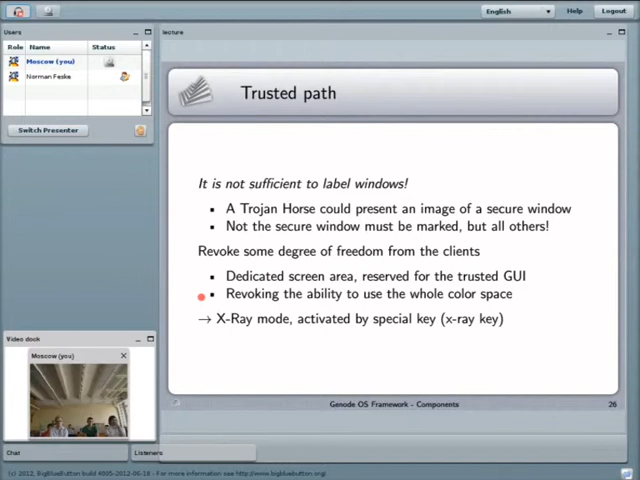 English
Help
Logout
Users
lecture
Role Name Status
Moscow (you)
Norman Feske
Switch Presenter
Trusted path
It is not sufficient to label windows!
▪ A Trojan Horse could present an image of a secure window
▪ Not the secure window must be marked, but all others!
Revoke some degree of freedom from the clients
▪ Dedicated screen area, reserved for the trusted GUI
▪ Revoking the ability to use the whole color space
→ X-Ray mode, activated by special key (x-ray key)
Genode OS Framework - Components
26
Video dock
Moscow (you)
Chat
Listeners
(c) 2012, BigBlueButton build 4005-2012-06-18 - For more information see http://www.bigbluebutton.org/